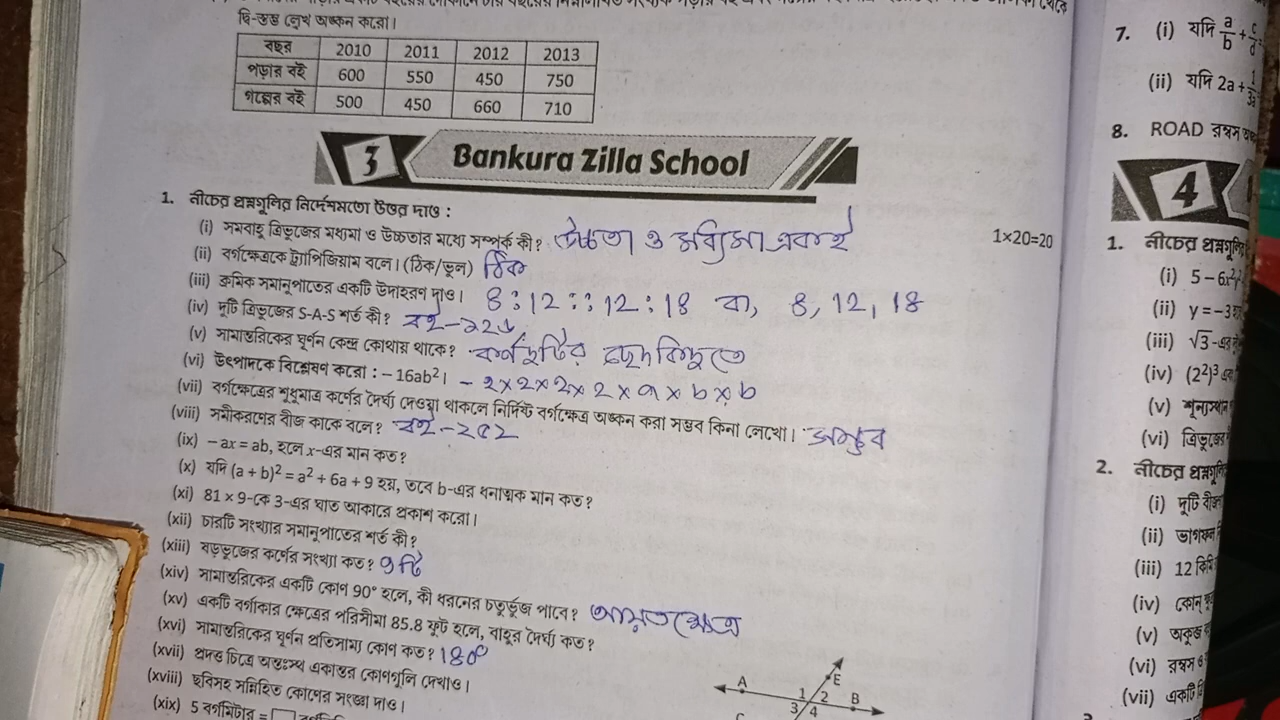 দ্বি-স্তম্ভ লেখ অঙ্কন করো।
বছর 2010 2011 2012 2013
পড়ার বই 600 550 450 750
গল্পের বই 500 450 660 710
3 Bankura Zilla School
1. নীচের প্রশ্নগুলির নির্দেশমতো উত্তর দাও : 1×20=20
(i) সমবাহু ত্রিভুজের মধ্যমা ও উচ্চতার মধ্যে সম্পর্ক কী? উচ্চতা ও মধ্যমা একই
(ii) বর্গক্ষেত্রকে ট্র্যাপিজিয়াম বলে। (ঠিক/ভুল) ঠিক
(iii) ক্রমিক সমানুপাতের একটি উদাহরণ দাও। 8:12::12:18 বা, 8, 12, 18
(iv) দুটি ত্রিভুজের S-A-S শর্ত কী? বই-
(v) সামান্তরিকের ঘূর্ণন কেন্দ্র কোথায় থাকে? কর্ণদুটির ছেদবিন্দুতে
(vi) উৎপাদকে বিশ্লেষণ করো : – 16ab²। - 2×2×2×2×a×b×b
(vii) বর্গক্ষেত্রের শুধুমাত্র কর্ণের দৈর্ঘ্য দেওয়া থাকলে নির্দিষ্ট বর্গক্ষেত্র অঙ্কন করা সম্ভব কিনা লেখো। সম্ভব
(viii) সমীকরণের বীজ কাকে বলে? বই-২৫২
(ix) – ax = ab, হলে x-এর মান কত?
(x) যদি (a + b)² = a² + 6a + 9 হয়, তবে b-এর ধনাত্মক মান কত?
(xi) 81 × 9-কে 3-এর ঘাত আকারে প্রকাশ করো।
(xii) চারটি সংখ্যার সমানুপাতের শর্ত কী?
(xiii) ষড়ভুজের কর্ণের সংখ্যা কত? 9টি
(xiv) সামান্তরিকের একটি কোণ 90° হলে, কী ধরনের চতুর্ভুজ পাবে? আয়তক্ষেত্র
(xv) একটি বর্গাকার ক্ষেত্রের পরিসীমা 85.8 ফুট হলে, বাহুর দৈর্ঘ্য কত?
(xvi) সামান্তরিকের ঘূর্ণন প্রতিসাম্য কোণ কত? 180°
(xvii) প্রদত্ত চিত্রে অন্তঃস্থ একান্তর কোণগুলি দেখাও।
(xviii) ছবিসহ সন্নিহিত কোণের সংজ্ঞা দাও।
(xix) 5 বর্গমিটার =
A 1 2 E B
3 4
7. (i) যদি a/b + c/d
(ii) যদি 2a + 1/3a
8. ROAD রম্বস
4
1. নীচের প্রশ্নগুলির
(i) 5 – 6x²
(ii) y = – 3
(iii) √3 -এর
(iv) (2²)³
(v) শূন্যস্থান
(vi) ত্রিভুজের
2. নীচের
(i) দুটি
(ii) ভাগফল
(iii) 12
(iv) কোন্
(v)
(vi) রম্বস ও
(vii) একটি